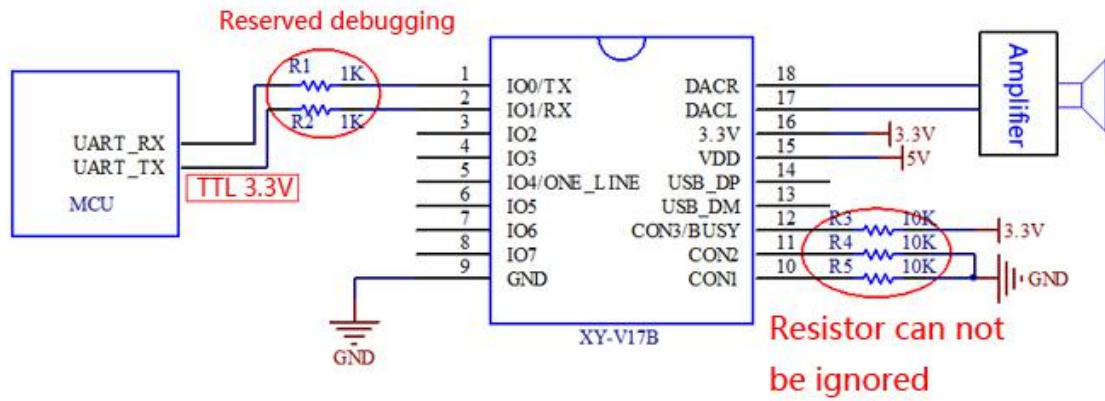 Reserved debugging
R1 1K
R2 1K
UART_RX
UART_TX
MCU
TTL 3.3V
1 IO0/TX
2 IO1/RX
3 IO2
4 IO3
5 IO4/ONE_LINE
6 IO5
7 IO6
8 IO7
9 GND
GND
DACR 18
DACL 17
3.3V 16 3.3V
VDD 15 5V
USB_DP 14
USB_DM 13
CON3/BUSY 12 R3 10K 3.3V
CON2 11 R4 10K
CON1 10 R5 10K GND
XY-V17B
Amplifier
Resistor can not
be ignored